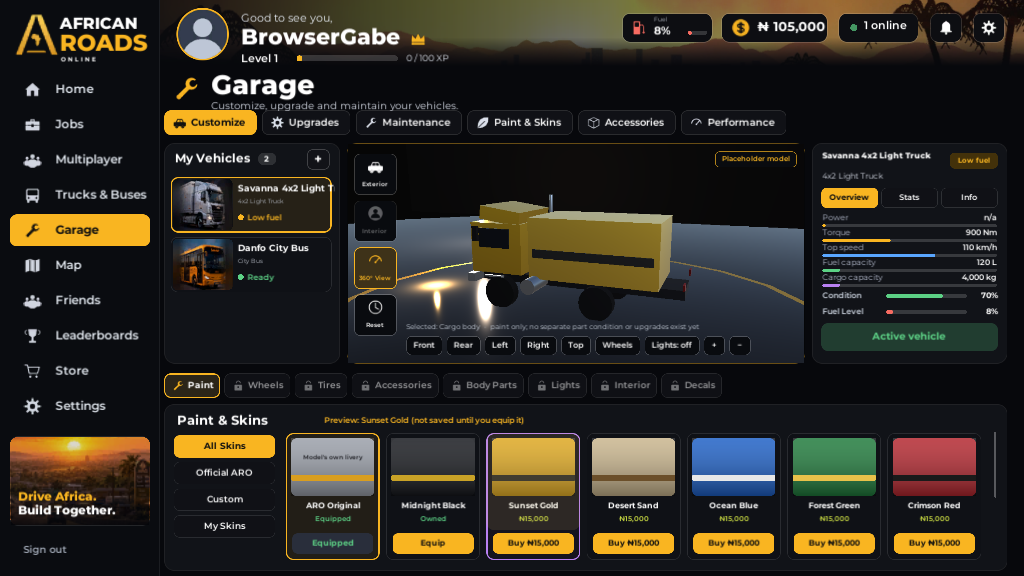 AFRICAN
ROADS
ONLINE
Home
Jobs
Multiplayer
Trucks & Buses
Garage
Map
Friends
Leaderboards
Store
Settings
Drive Africa.
Build Together.
Sign out
Good to see you,
BrowserGabe
Level 1
0 / 100 XP
Fuel
8%
₦ 105,000
1 online
Garage
Customize, upgrade and maintain your vehicles.
Customize
Upgrades
Maintenance
Paint & Skins
Accessories
Performance
My Vehicles 2 +
Savanna 4x2 Light T
4x2 Light Truck
Low fuel
Danfo City Bus
City Bus
Ready
Exterior
Interior
360° View
Reset
Placeholder model
Selected: Cargo body — paint only; no separate part condition or upgrades exist yet
Front Rear Left Right Top Wheels Lights: off + −
Savanna 4x2 Light Truck
Low fuel
4x2 Light Truck
Overview Stats Info
Power n/a
Torque 900 Nm
Top speed 110 km/h
Fuel capacity 120 L
Cargo capacity 4,000 kg
Condition 70%
Fuel Level 8%
Active vehicle
Paint
Wheels
Tires
Accessories
Body Parts
Lights
Interior
Decals
Paint & Skins
Preview: Sunset Gold (not saved until you equip it)
All Skins
Official ARO
Custom
My Skins
Model's own livery
ARO Original
Equipped
Equipped
Midnight Black
Owned
Equip
Sunset Gold
₦15,000
Buy ₦15,000
Desert Sand
₦15,000
Buy ₦15,000
Ocean Blue
₦15,000
Buy ₦15,000
Forest Green
₦15,000
Buy ₦15,000
Crimson Red
₦15,000
Buy ₦15,000